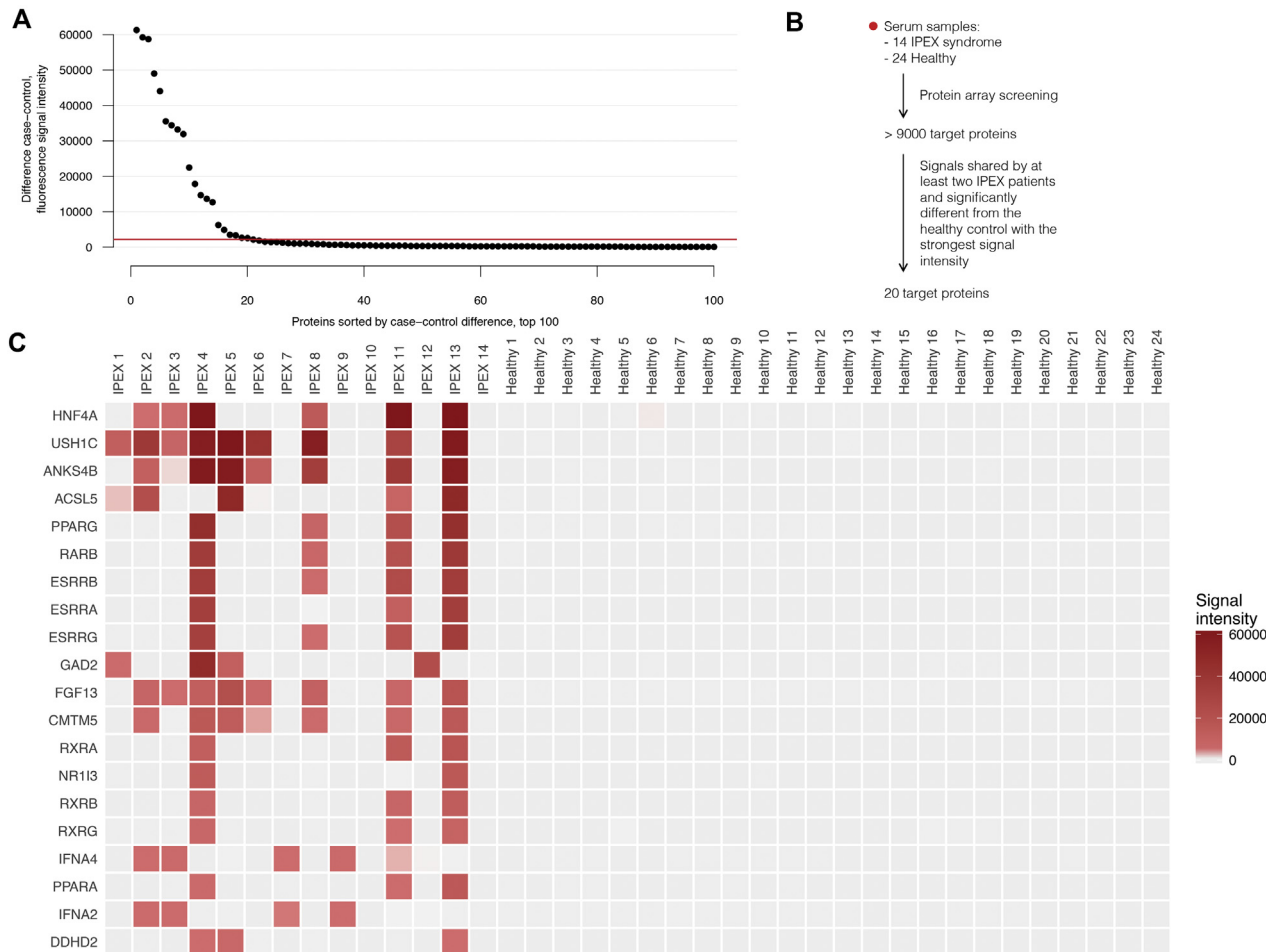 A
Difference case–control,
fluorescence signal intensity
60000
50000
40000
30000
20000
10000
0
0
20
40
60
80
100
Proteins sorted by case–control difference, top 100
B
Serum samples:
- 14 IPEX syndrome
- 24 Healthy
Protein array screening
> 9000 target proteins
Signals shared by at
least two IPEX patients
and significantly
different from the
healthy control with the
strongest signal
intensity
20 target proteins
C
IPEX 1
IPEX 2
IPEX 3
IPEX 4
IPEX 5
IPEX 6
IPEX 7
IPEX 8
IPEX 9
IPEX 10
IPEX 11
IPEX 12
IPEX 13
IPEX 14
Healthy 1
Healthy 2
Healthy 3
Healthy 4
Healthy 5
Healthy 6
Healthy 7
Healthy 8
Healthy 9
Healthy 10
Healthy 11
Healthy 12
Healthy 13
Healthy 14
Healthy 15
Healthy 16
Healthy 17
Healthy 18
Healthy 19
Healthy 20
Healthy 21
Healthy 22
Healthy 23
Healthy 24
HNF4A
USH1C
ANKS4B
ACSL5
PPARG
RARB
ESRRB
ESRRA
ESRRG
GAD2
FGF13
CMTM5
RXRA
NR1I3
RXRB
RXRG
IFNA4
PPARA
IFNA2
DDHD2
Signal
intensity
60000
40000
20000
0